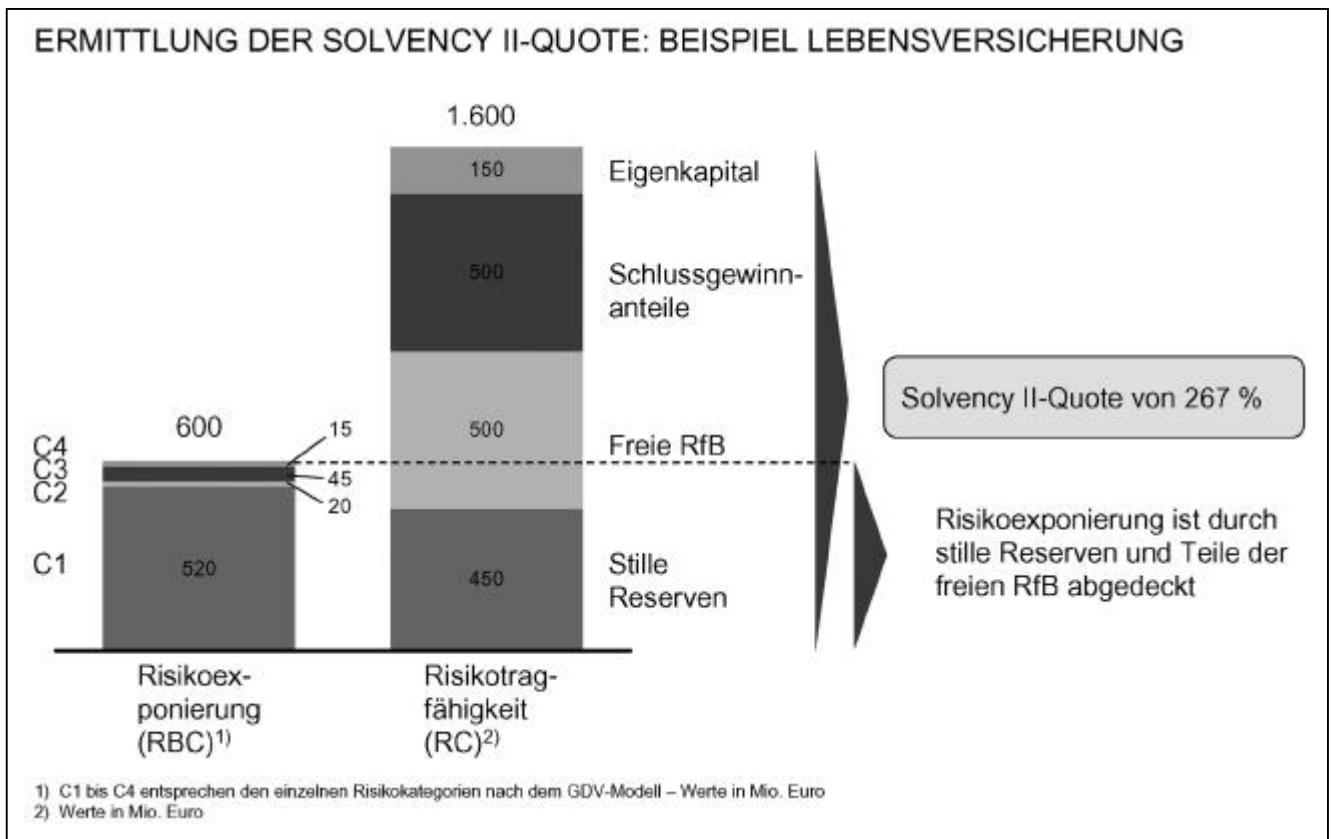 ERMITTLUNG DER SOLVENCY II-QUOTE: BEISPIEL LEBENSVERSICHERUNG
1.600
150
Eigenkapital
500
Schlussgewinn-
anteile
600
15
500
Freie RfB
C4
C3
45
C2
20
C1
520
450
Stille
Reserven
Solvency II-Quote von 267 %
Risikoexponierung ist durch
stille Reserven und Teile der
freien RfB abgedeckt
Risikoex-
ponierung
(RBC)1)
Risikotrag-
fähigkeit
(RC)2)
1) C1 bis C4 entsprechen den einzelnen Risikokategorien nach dem GDV-Modell – Werte in Mio. Euro
2) Werte in Mio. Euro